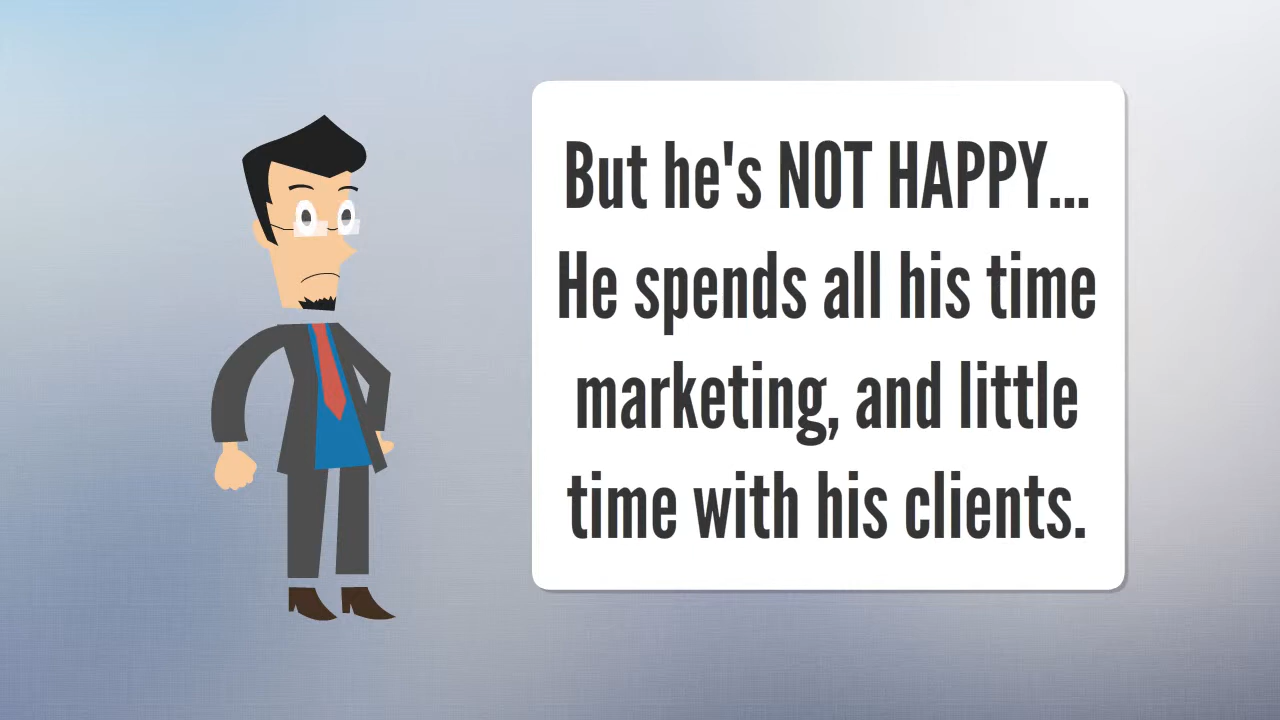 But he's NOT HAPPY...
He spends all his time
marketing, and little
time with his clients.